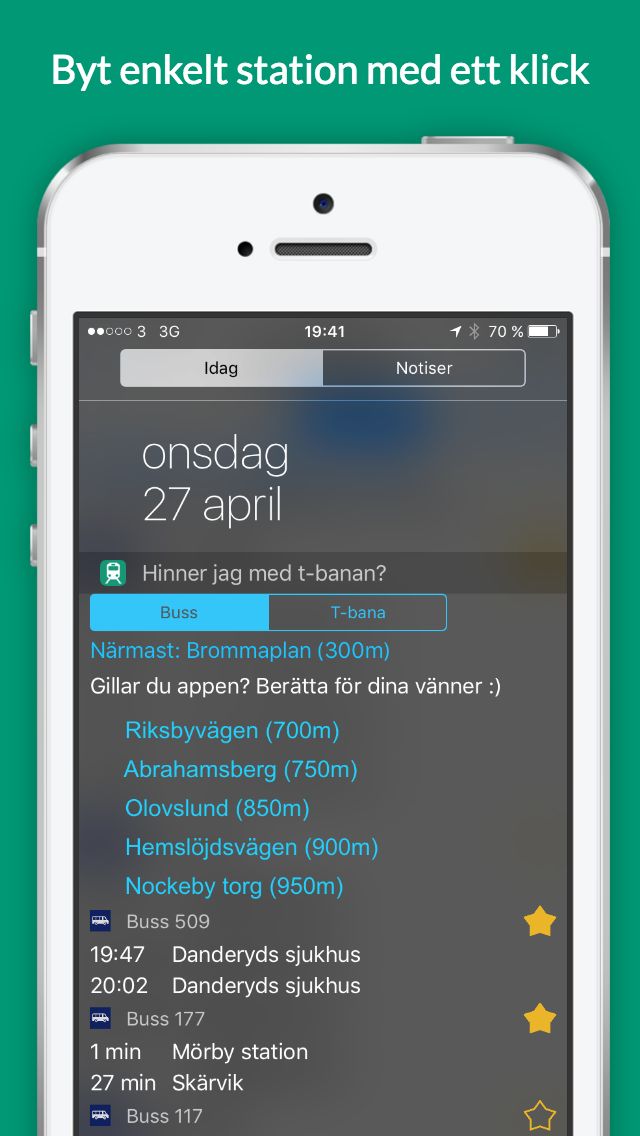 Byt enkelt station med ett klick
3 3G 19:41 70 %
Idag Notiser
onsdag
27 april
Hinner jag med t-banan?
Buss T-bana
Närmast: Brommaplan (300m)
Gillar du appen? Berätta för dina vänner :)
Riksbyvägen (700m)
Abrahamsberg (750m)
Olovslund (850m)
Hemslöjdsvägen (900m)
Nockeby torg (950m)
Buss 509
19:47 Danderyds sjukhus
20:02 Danderyds sjukhus
Buss 177
1 min Mörby station
27 min Skärvik
Buss 117